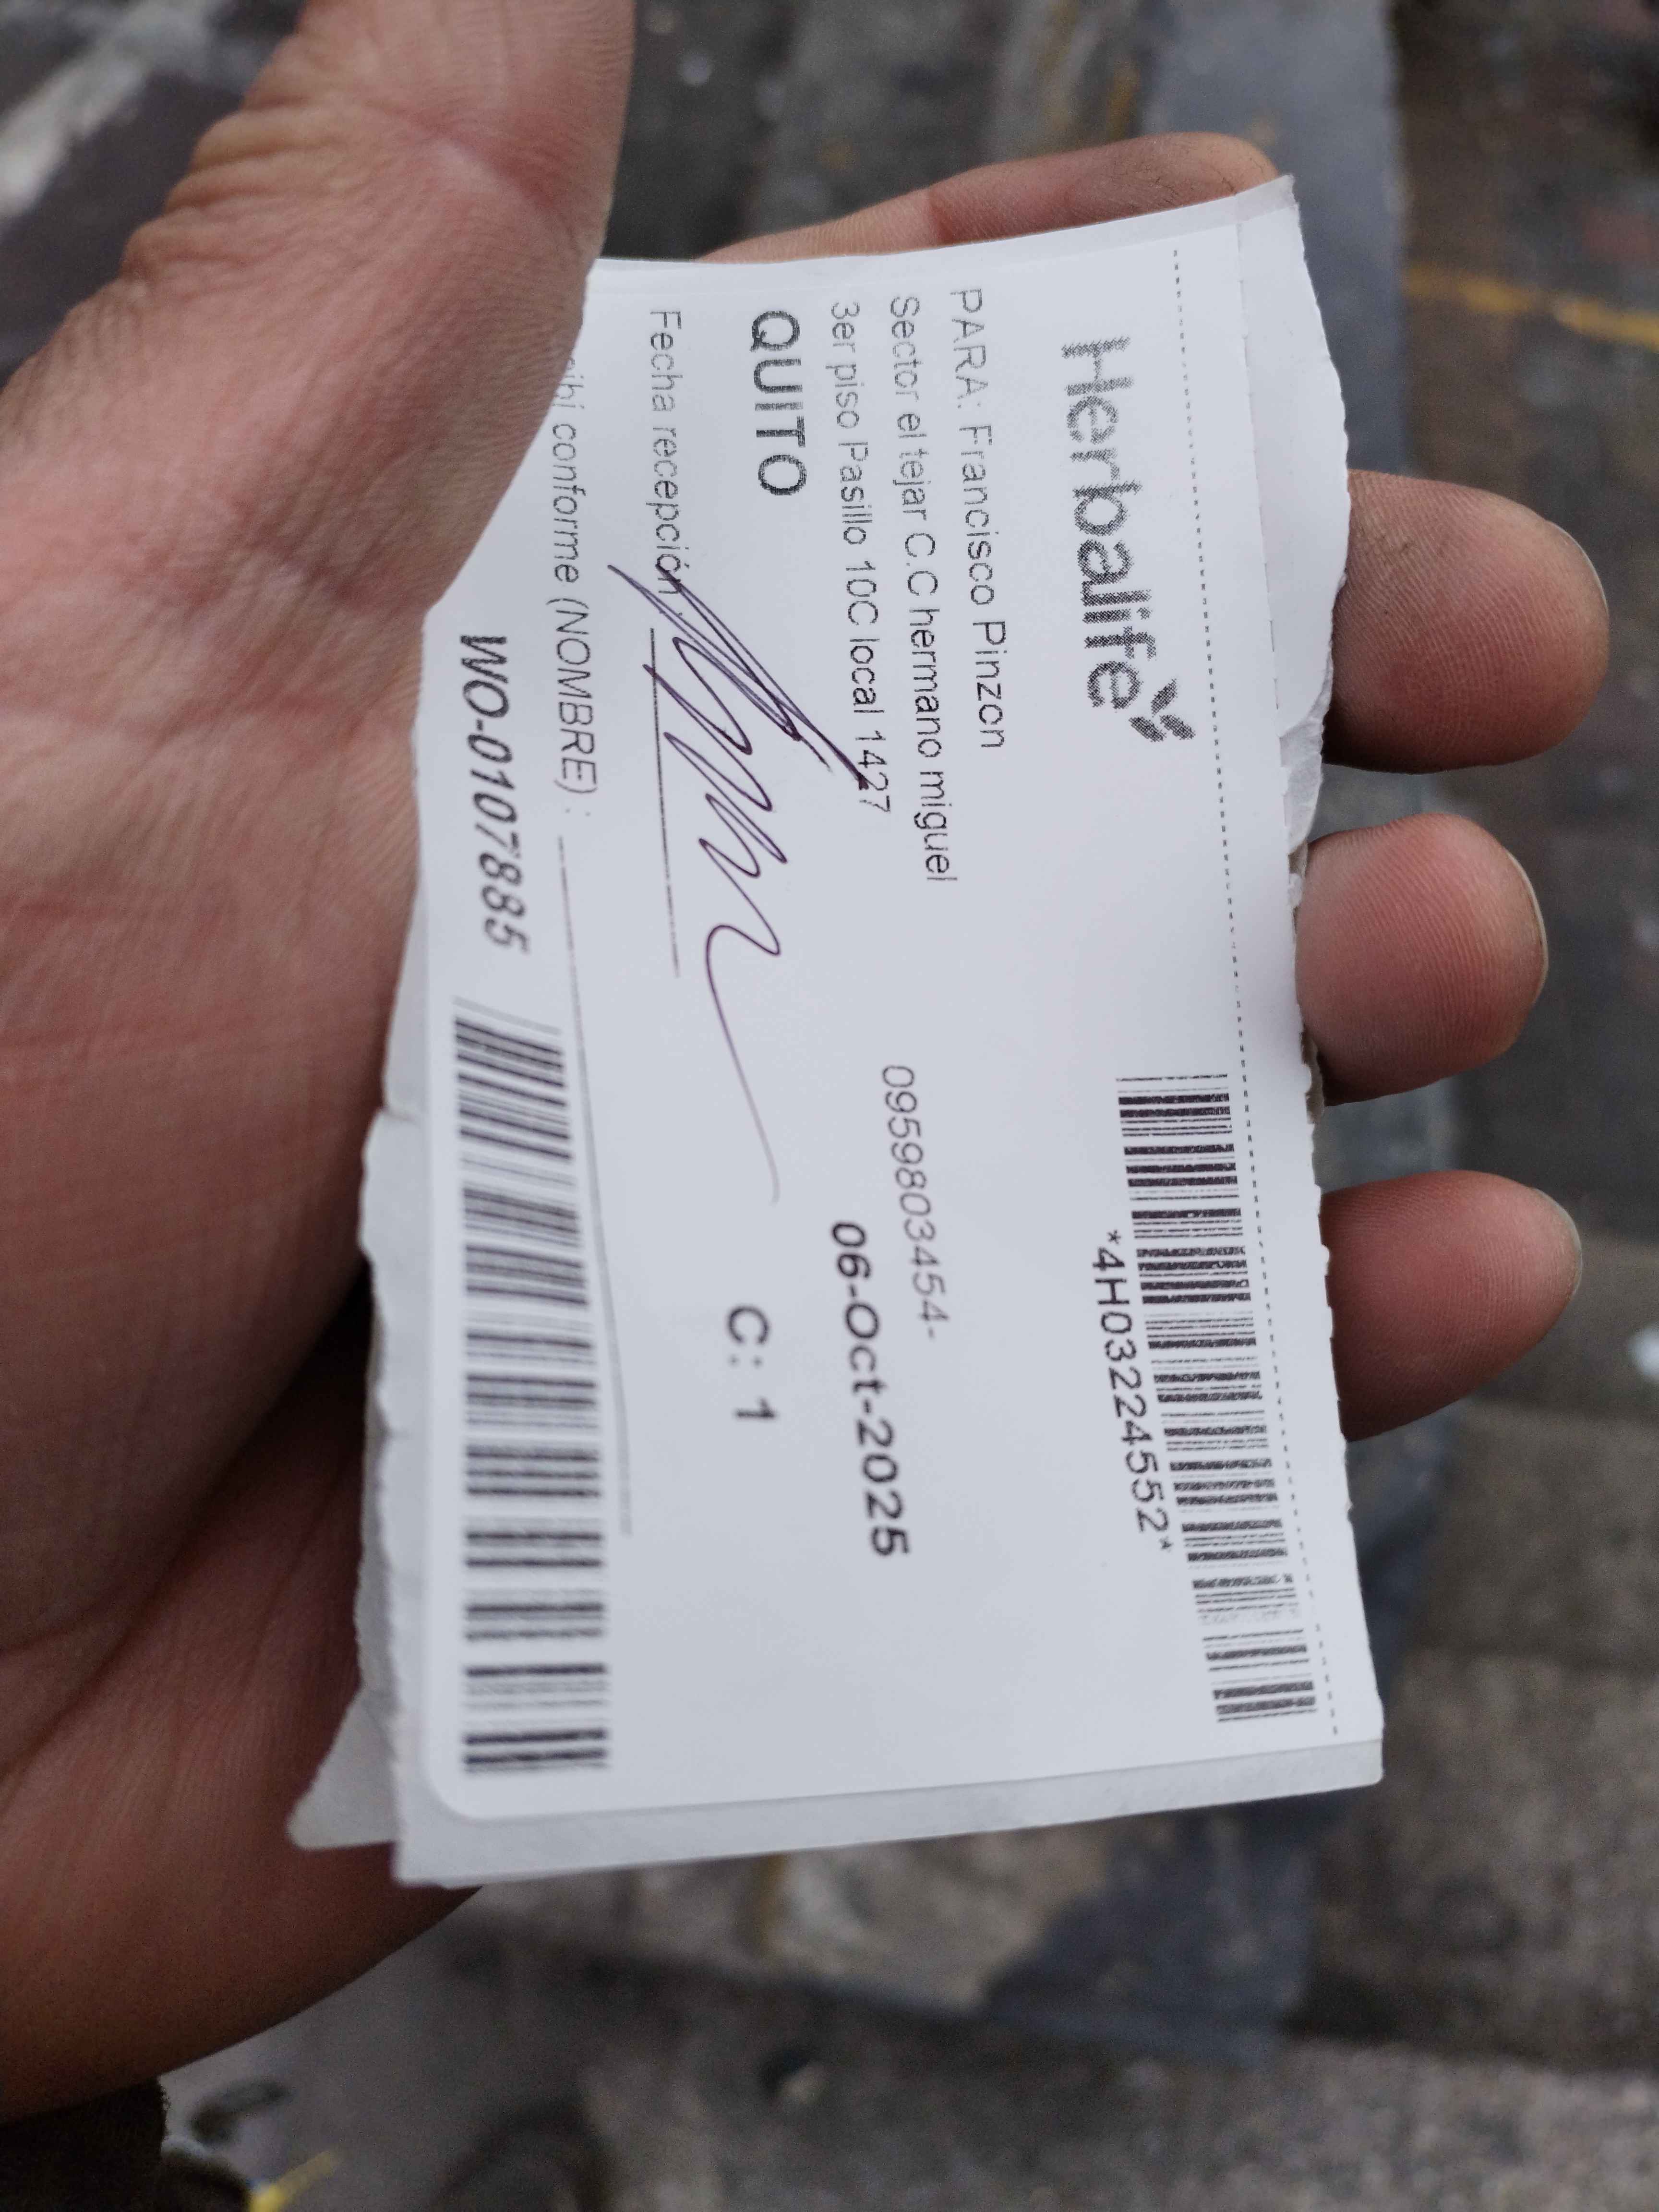 Herbalife
*4H03224552*
PARA: Francisco Pinzon
Sector el tejar C.C hermano miguel
3er piso Pasillo 10C local 1427
0959803454-
QUITO
06-Oct-2025
Fecha recepción
C: 1
conforme (NOMBRE) :
WO-0107885